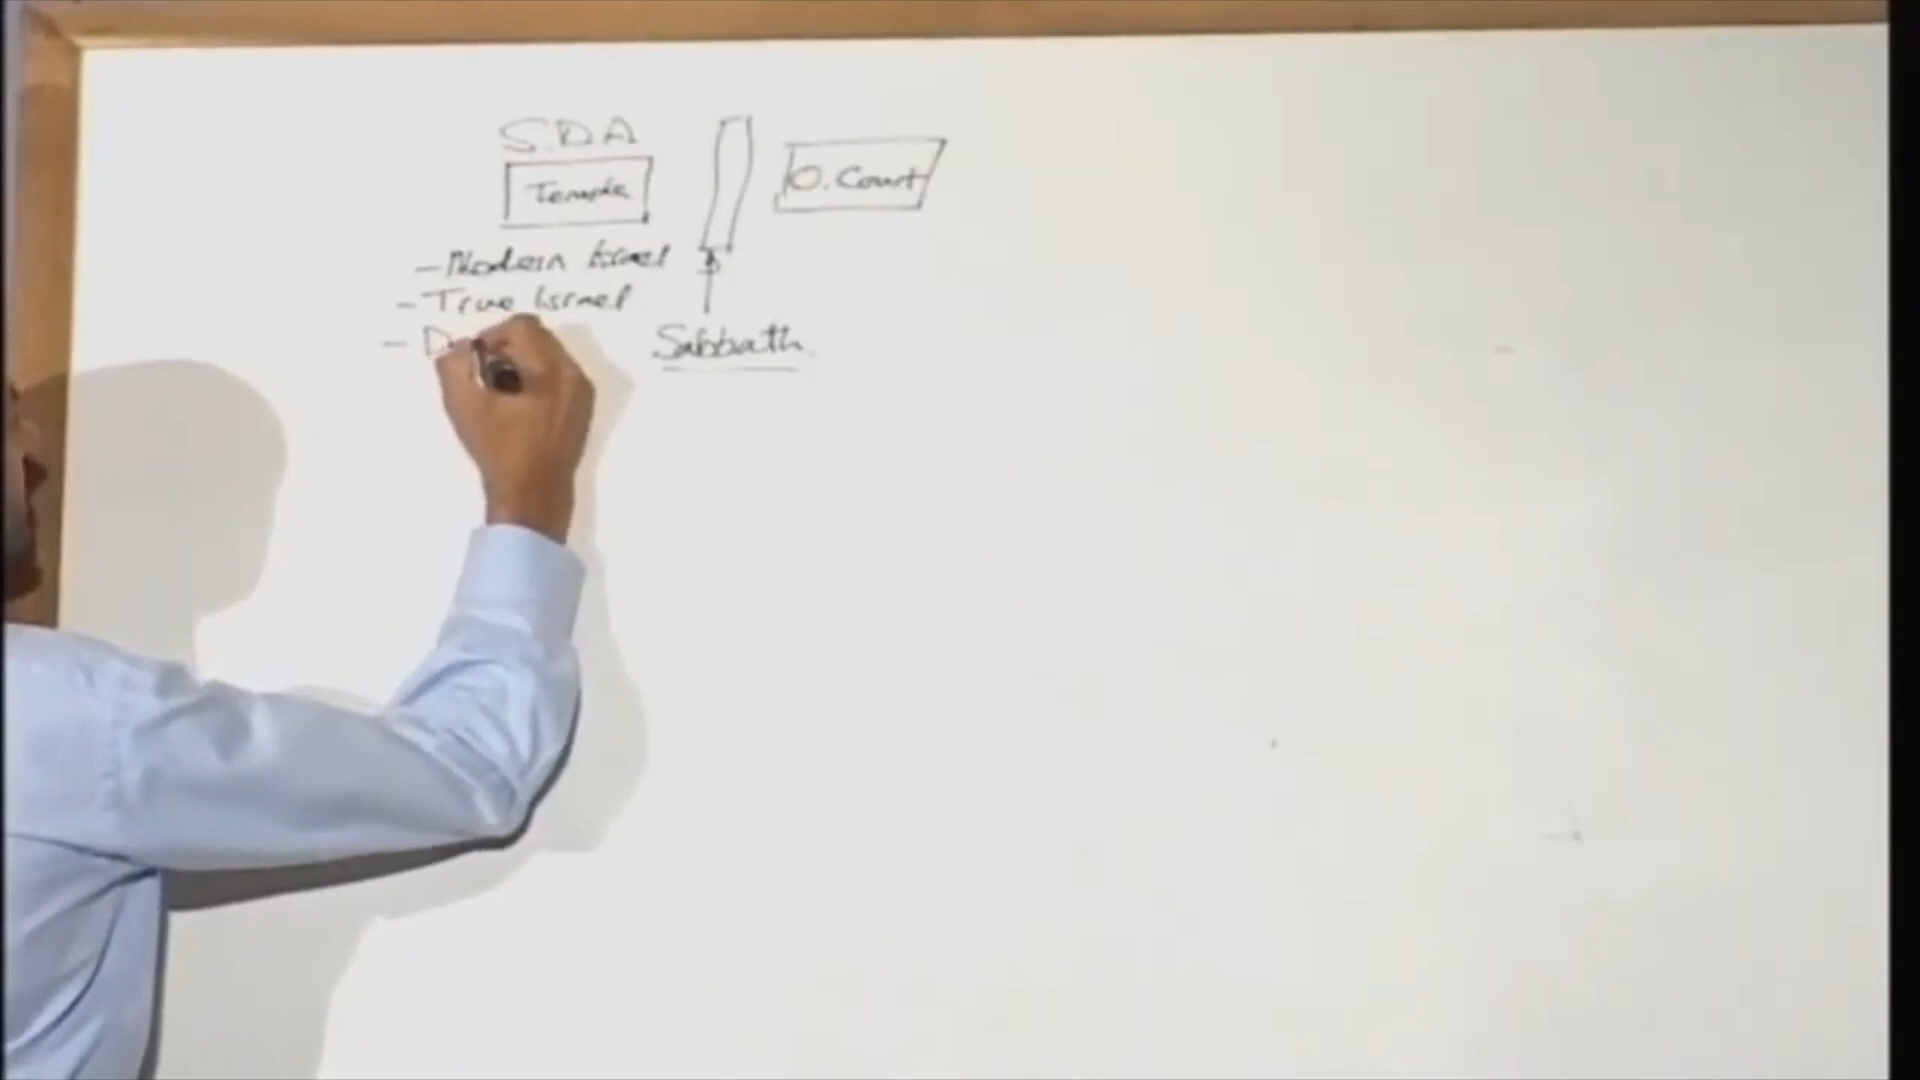 S.D.A
Temple
O. Court
- Modern Israel
- True Israel
- D
Sabbath